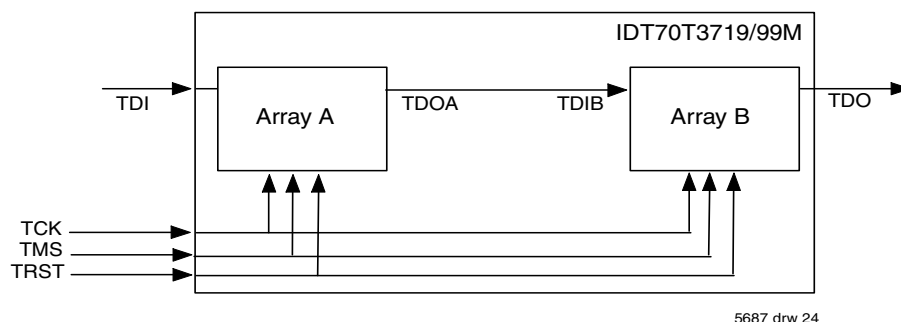 IDT70T3719/99M
TDI
Array A
TDOA
TDIB
Array B
TDO
TCK
TMS
TRST
5687 drw 24